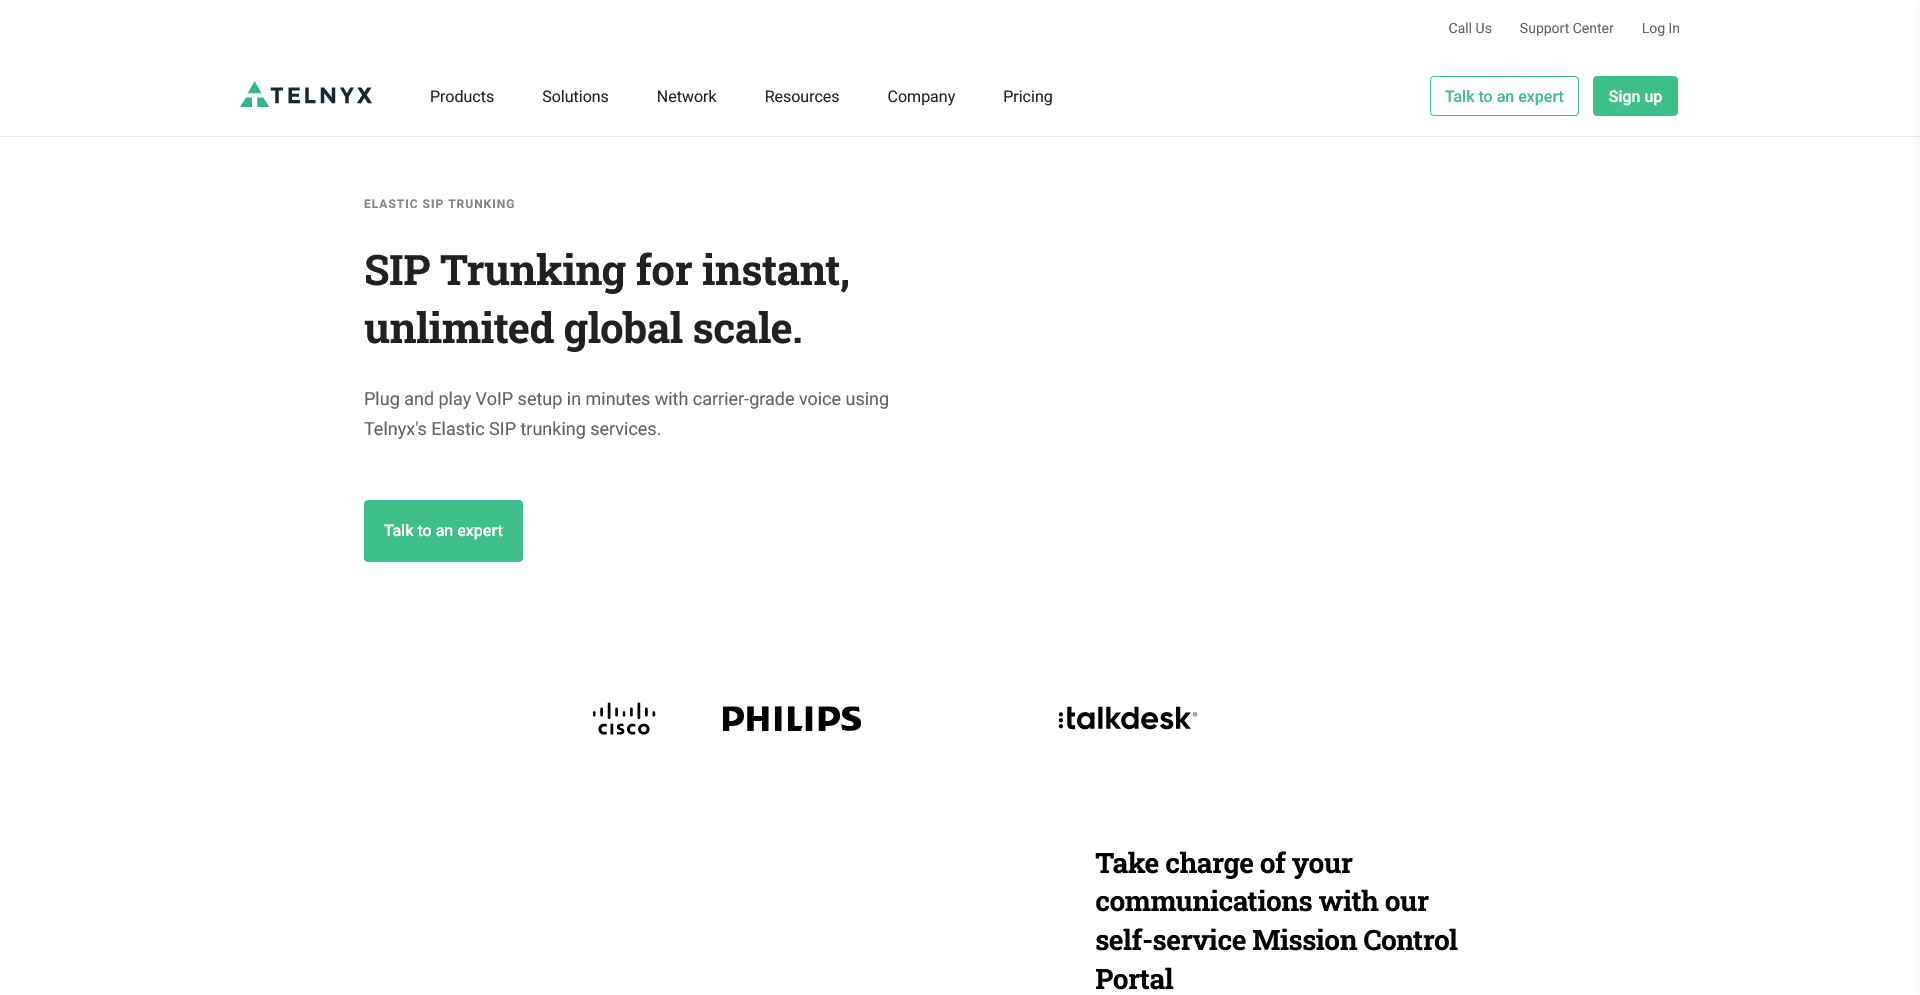 Call Us
Support Center
Log In
TELNYX
Products
Solutions
Network
Resources
Company
Pricing
Talk to an expert
Sign up
ELASTIC SIP TRUNKING
SIP Trunking for instant,
unlimited global scale.
Plug and play VoIP setup in minutes with carrier-grade voice using
Telnyx's Elastic SIP trunking services.
Talk to an expert
CISCO
PHILIPS
talkdesk®
Take charge of your
communications with our
self-service Mission Control
Portal